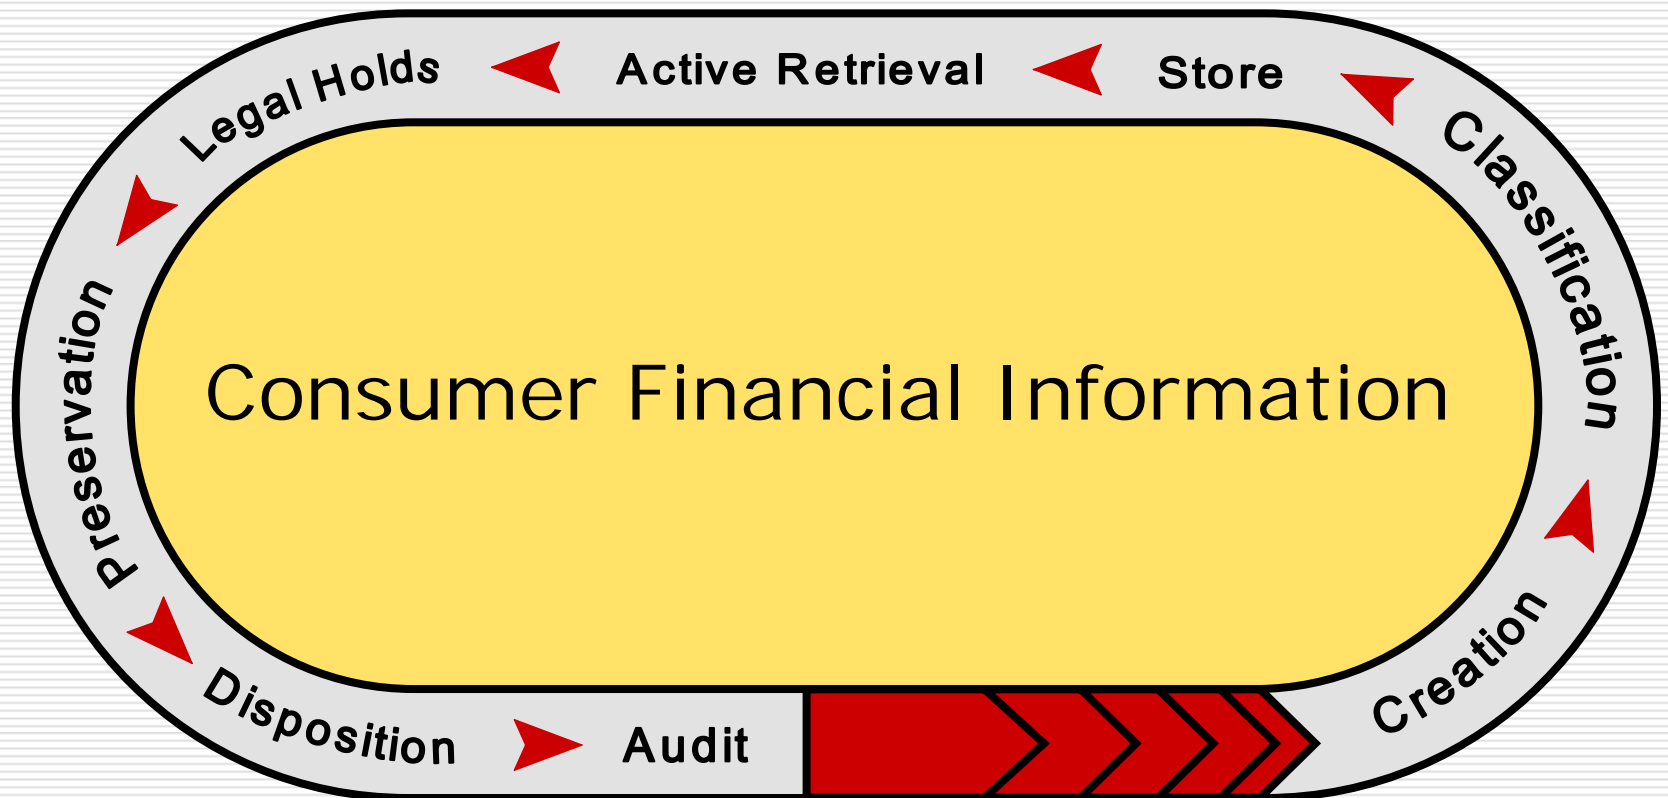 Legal Holds
Active Retrieval
Store
Classification
Preservation
Consumer Financial Information
Creation
Disposition
Audit